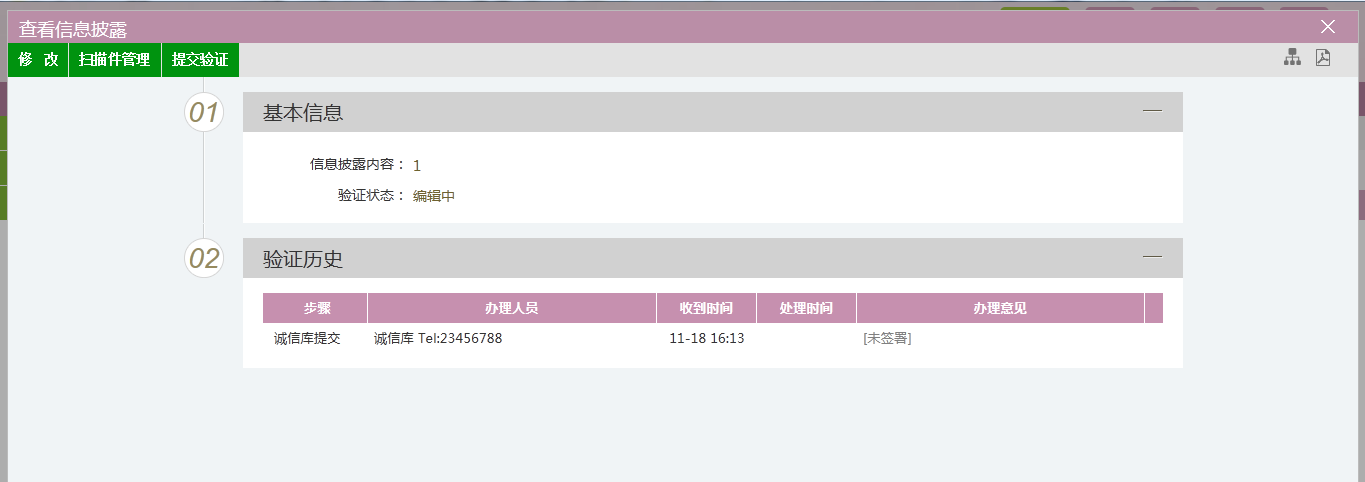 查看信息披露
修 改 扫描件管理 提交验证
01 基本信息
信息披露内容： 1
验证状态： 编辑中
02 验证历史
步骤 办理人员 收到时间 处理时间 办理意见
诚信库提交 诚信库 Tel:23456788 11-18 16:13 [未签署]